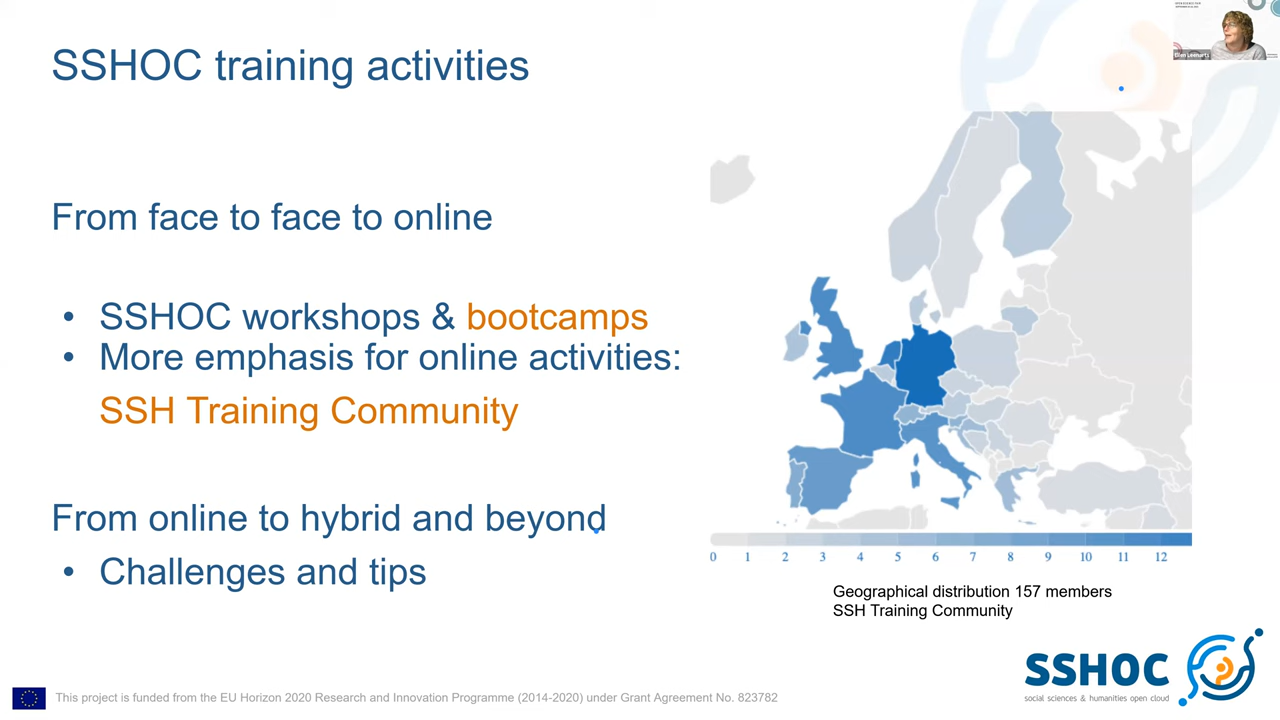 SSHOC training activities
Ellen Leenarts
From face to face to online
• SSHOC workshops & bootcamps
• More emphasis for online activities:
SSH Training Community
From online to hybrid and beyond
• Challenges and tips
0 1 2 3 4 5 6 7 8 9 10 11 12
Geographical distribution 157 members
SSH Training Community
SSHOC
social sciences & humanities open cloud
This project is funded from the EU Horizon 2020 Research and Innovation Programme (2014-2020) under Grant Agreement No. 823782